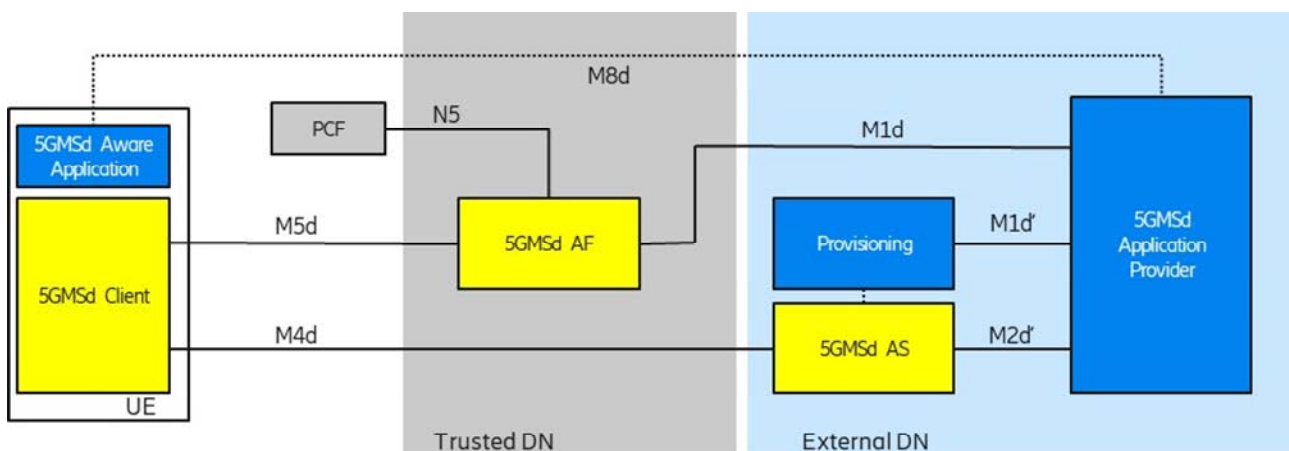 M8d
PCF
N5
M1d
5GMSd Aware
Application
5GMSd Client
UE
M5d
5GMSd AF
Provisioning
M1d'
5GMSd
Application
Provider
M4d
5GMSd AS
M2d'
Trusted DN
External DN